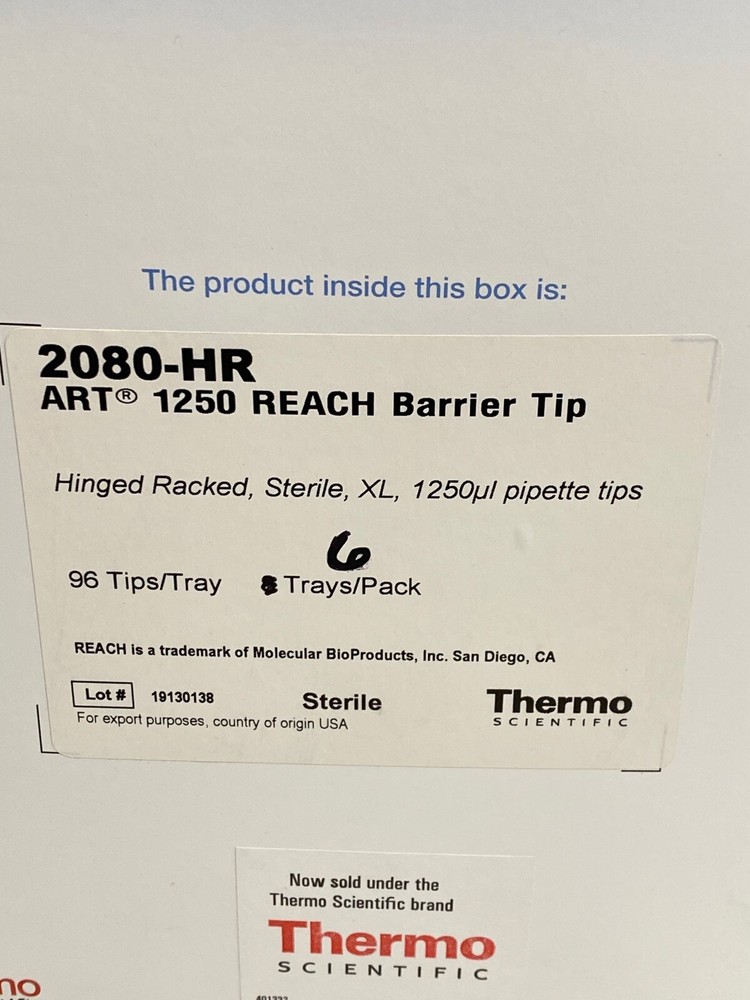 The product inside this box is:
2080-HR
ART® 1250 REACH Barrier Tip
Hinged Racked, Sterile, XL, 1250µl pipette tips
6
96 Tips/Tray 8 Trays/Pack
REACH is a trademark of Molecular BioProducts, Inc. San Diego, CA
Lot # 19130138 Sterile Thermo
SCIENTIFIC
For export purposes, country of origin USA
Now sold under the
Thermo Scientific brand
Thermo
SCIENTIFIC